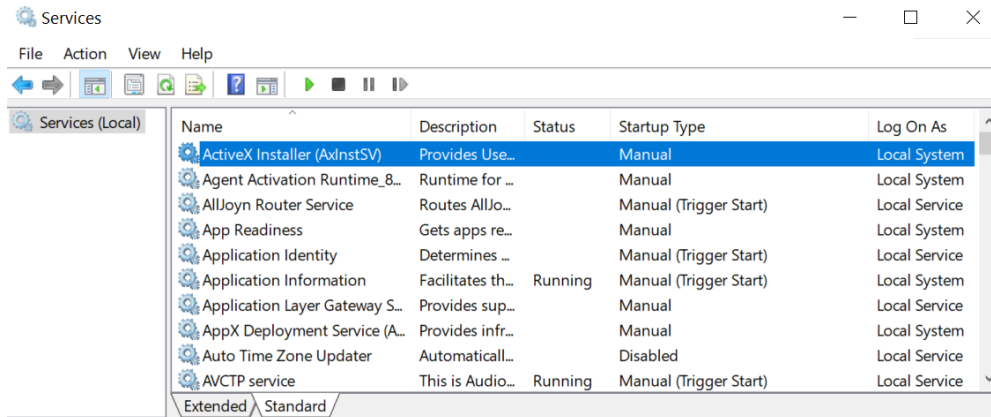 Services
File Action View Help
Services (Local)
Name Description Status Startup Type Log On As
ActiveX Installer (AxInstSV) Provides Use... Manual Local System
Agent Activation Runtime_8... Runtime for ... Manual Local System
AllJoyn Router Service Routes AllJo... Manual (Trigger Start) Local Service
App Readiness Gets apps re... Manual Local System
Application Identity Determines ... Manual (Trigger Start) Local Service
Application Information Facilitates th... Running Manual (Trigger Start) Local System
Application Layer Gateway S... Provides sup... Manual Local Service
AppX Deployment Service (A... Provides infr... Manual Local System
Auto Time Zone Updater Automaticall... Disabled Local Service
AVCTP service This is Audio... Running Manual (Trigger Start) Local Service
Extended Standard